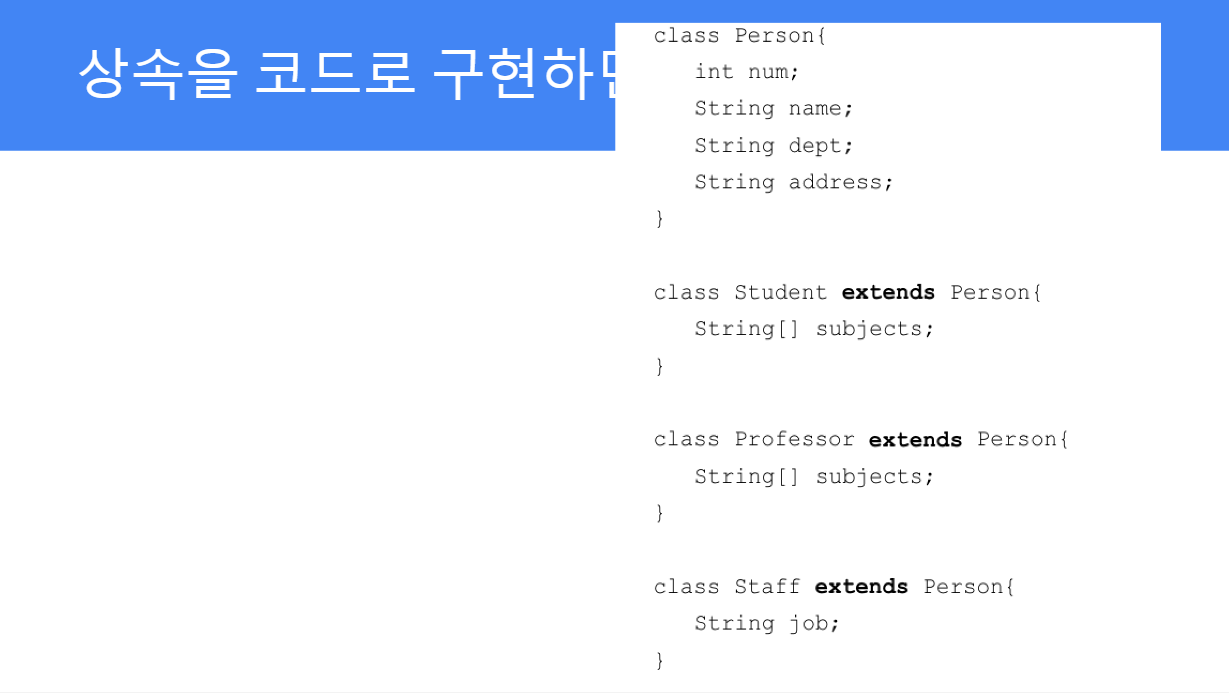 상속을 코드로 구현하
class Person{
int num;
String name;
String dept;
String address;
}
class Student extends Person{
String[] subjects;
}
class Professor extends Person{
String[] subjects;
}
class Staff extends Person{
String job;
}